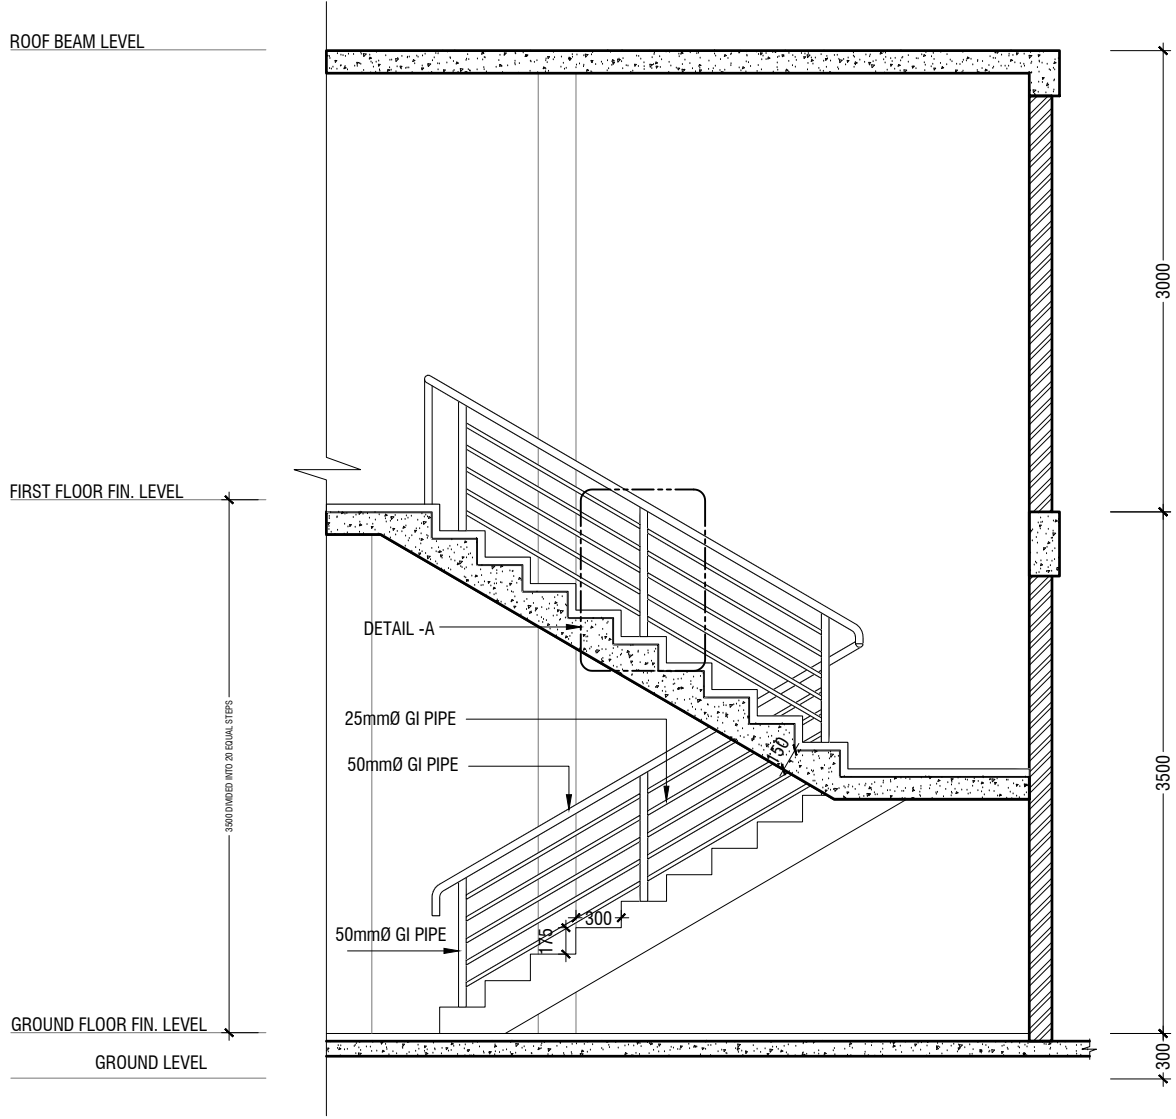 ROOF BEAM LEVEL
3000
FIRST FLOOR FIN. LEVEL
DETAIL -A
25mmØ GI PIPE
50mmØ GI PIPE
150
3500 DIVIDED INTO 20 EQUAL STEPS
3500
300
175
50mmØ GI PIPE
GROUND FLOOR FIN. LEVEL
GROUND LEVEL
300